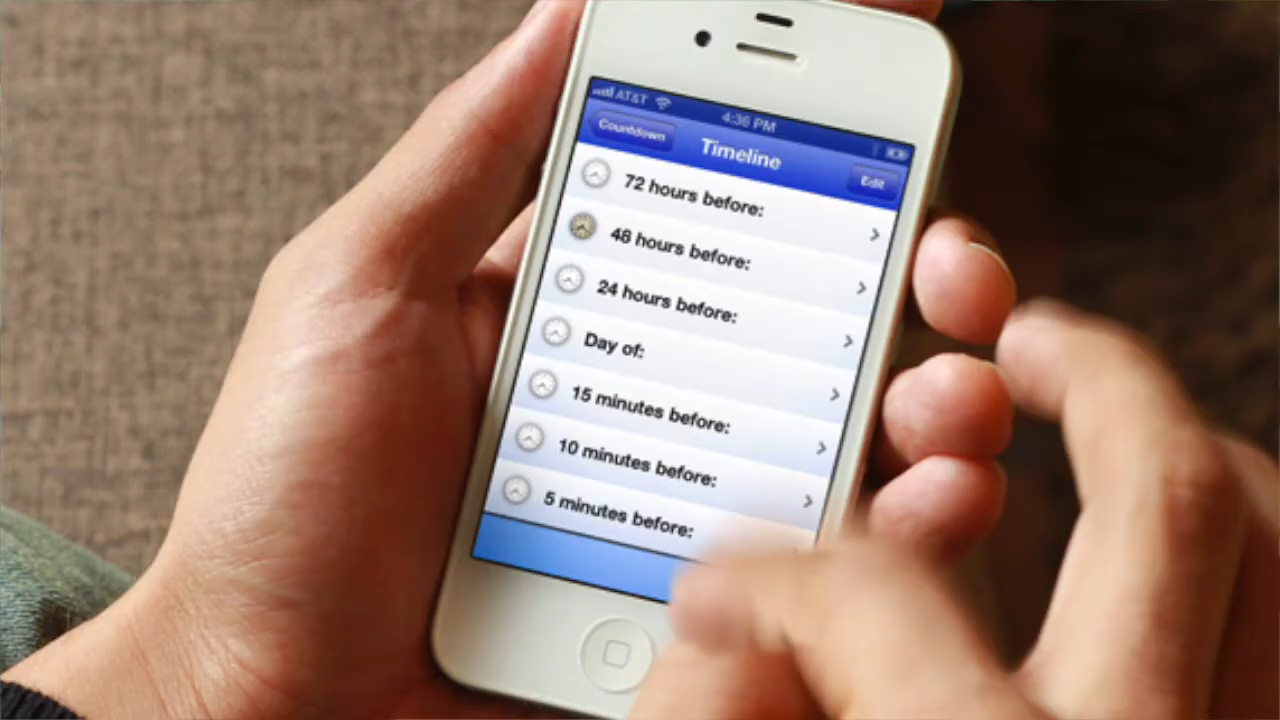 AT&T
4:36 PM
Countdown
Timeline
Edit
72 hours before:
48 hours before:
24 hours before:
Day of:
15 minutes before:
10 minutes before:
5 minutes before: